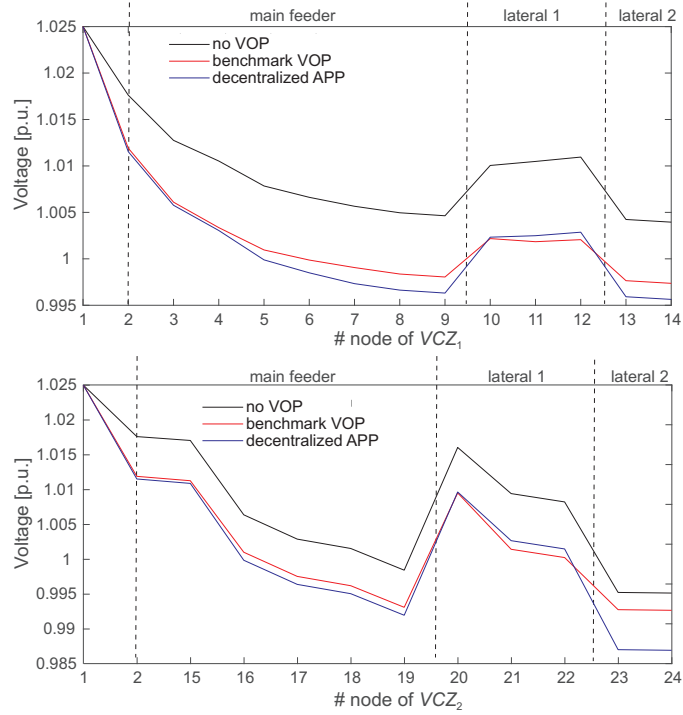 main feeder lateral 1 lateral 2
1.025
1.02
1.015
1.01
1.005
1
0.995
Voltage [p.u.]
no VOP
benchmark VOP
decentralized APP
1 2 3 4 5 6 7 8 9 10 11 12 13 14
# node of VCZ1
main feeder lateral 1 lateral 2
1.025
1.02
1.015
1.01
1.005
1
0.995
0.99
0.985
Voltage [p.u.]
no VOP
benchmark VOP
decentralized APP
1 2 15 16 17 18 19 20 21 22 23 24
# node of VCZ2